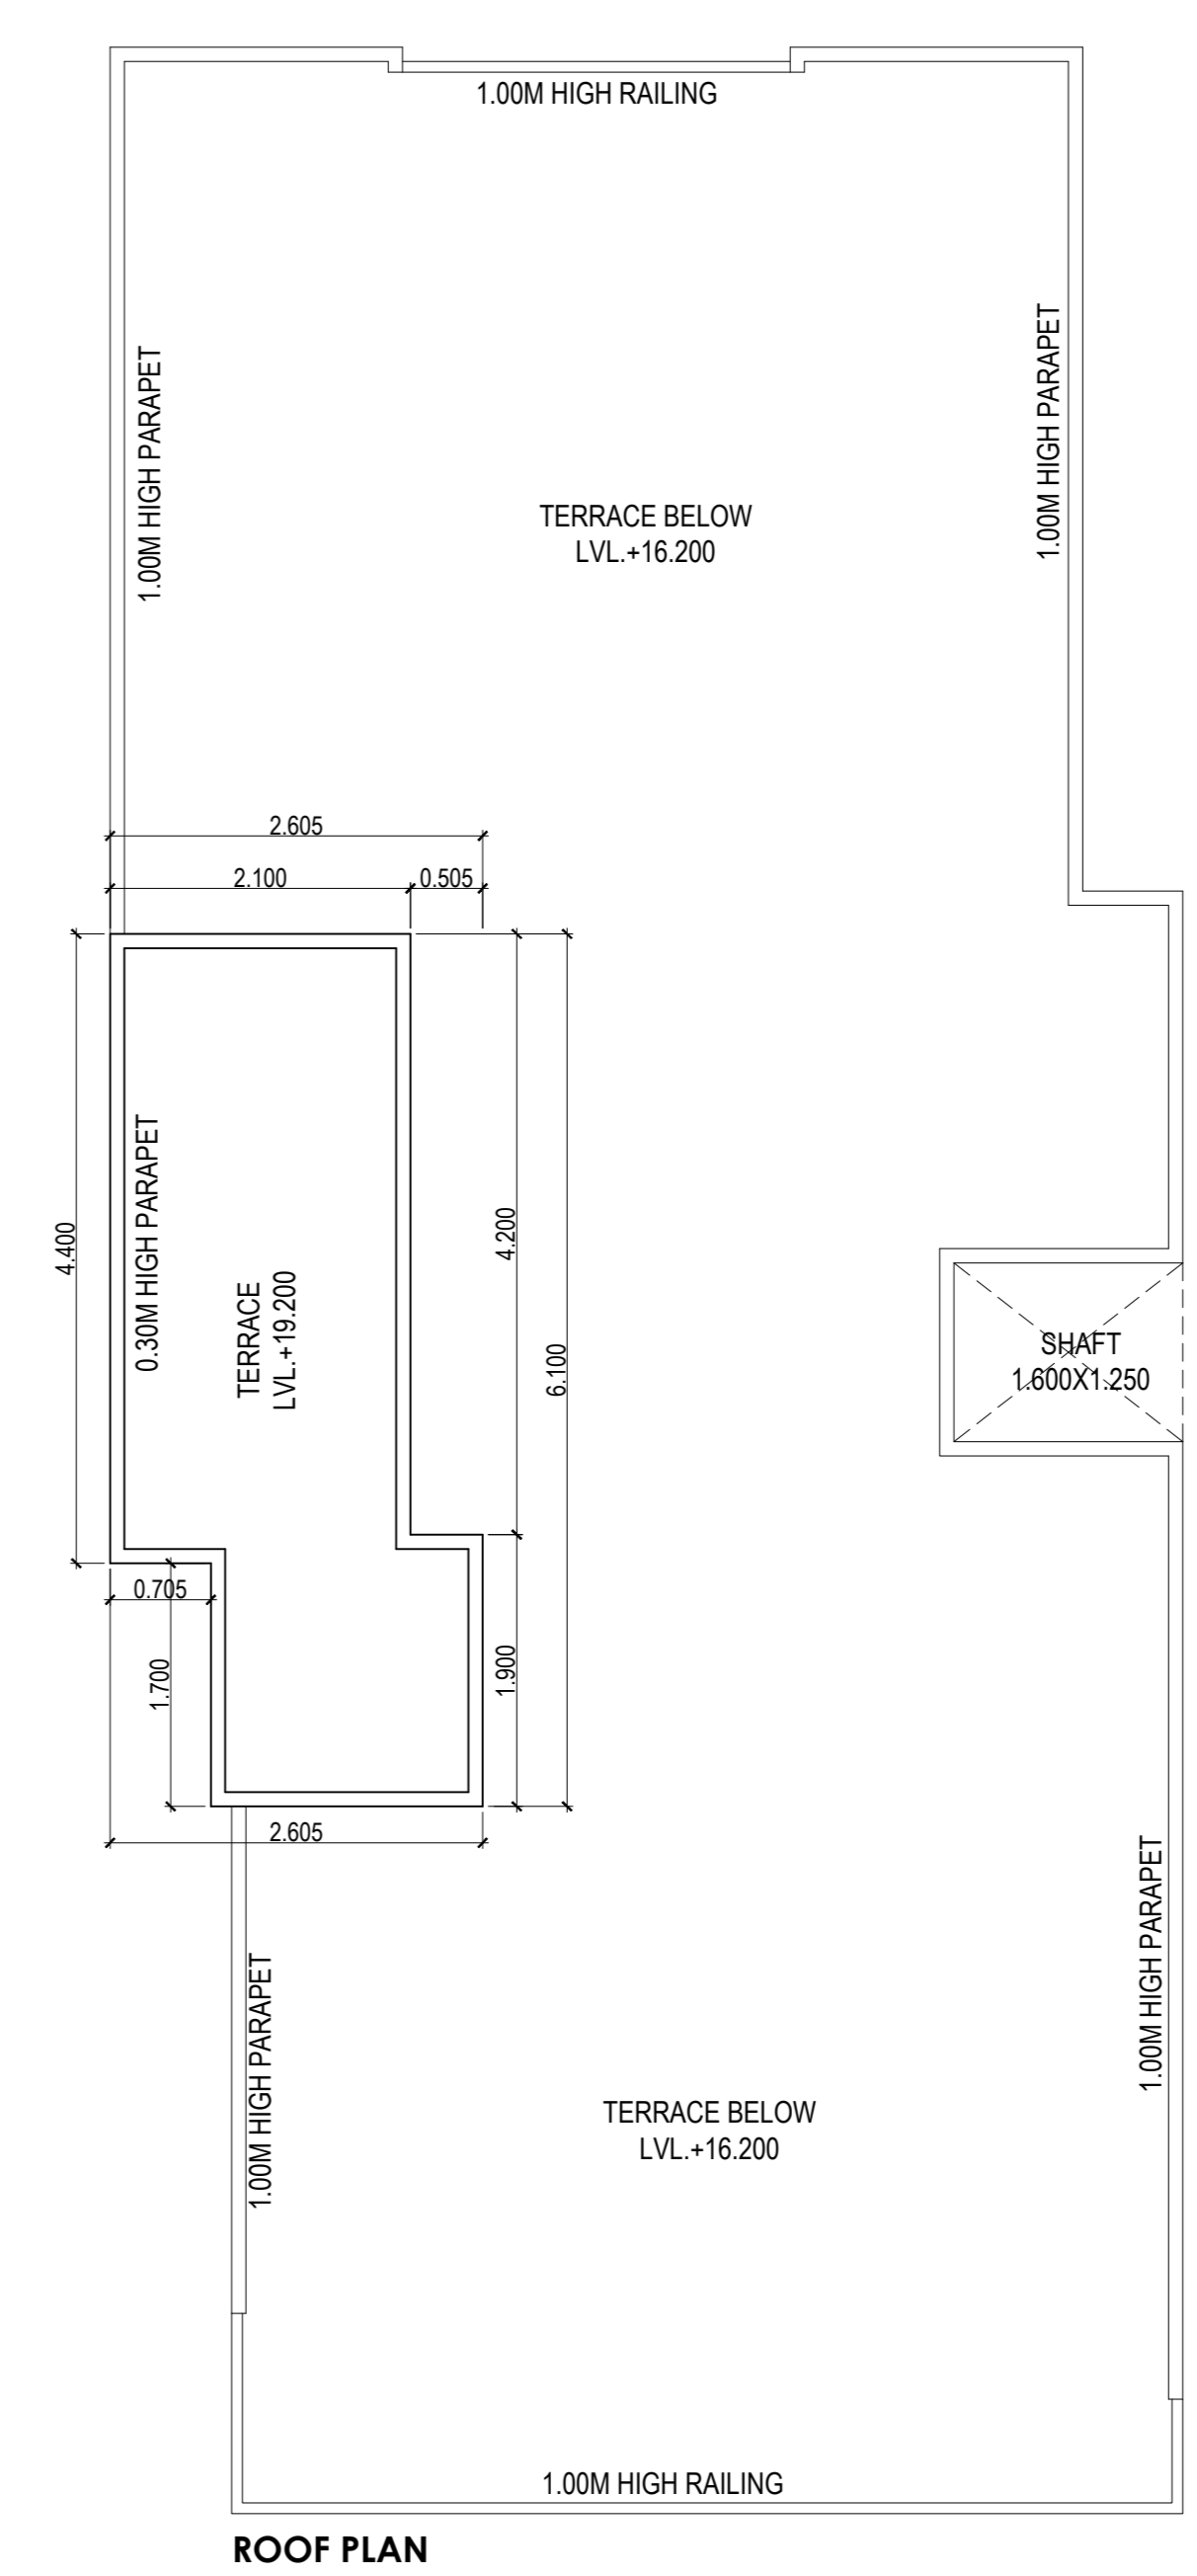 1.00M HIGH RAILING
1.00M HIGH PARAPET
1.00M HIGH PARAPET
TERRACE BELOW
LVL.+16.200
2.605
2.100
0.505
4.400
0.30M HIGH PARAPET
TERRACE
LVL.+19.200
4.200
6.100
SHAFT
1.600X1.250
0.705
1.700
1.900
2.605
1.00M HIGH PARAPET
1.00M HIGH PARAPET
TERRACE BELOW
LVL.+16.200
1.00M HIGH RAILING
ROOF PLAN